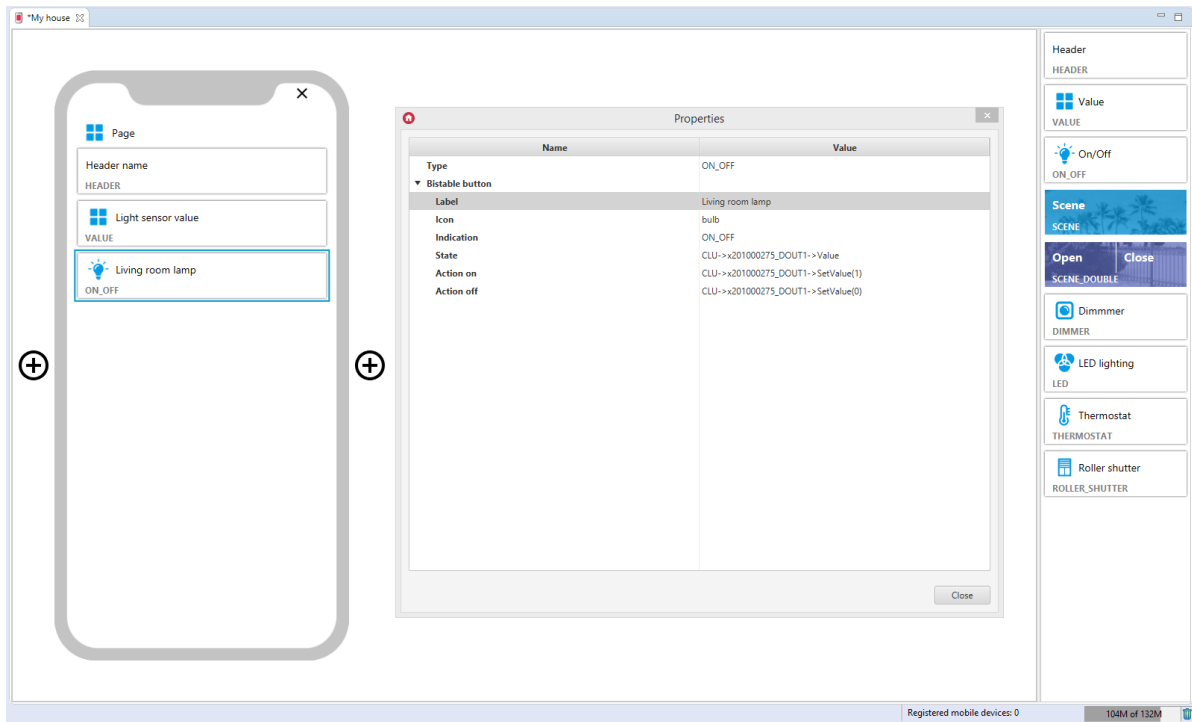 *My house
Page
Header name
HEADER
Light sensor value
VALUE
Living room lamp
ON_OFF
Properties
Name Value
Type ON_OFF
Bistable button
Label Living room lamp
Icon bulb
Indication ON_OFF
State CLU->x201000275_DOUT1->Value
Action on CLU->x201000275_DOUT1->SetValue(1)
Action off CLU->x201000275_DOUT1->SetValue(0)
Close
Header
HEADER
Value
VALUE
On/Off
ON_OFF
Scene
SCENE
Open Close
SCENE_DOUBLE
Dimmmer
DIMMER
LED lighting
LED
Thermostat
THERMOSTAT
Roller shutter
ROLLER_SHUTTER
Registered mobile devices: 0
104M of 132M